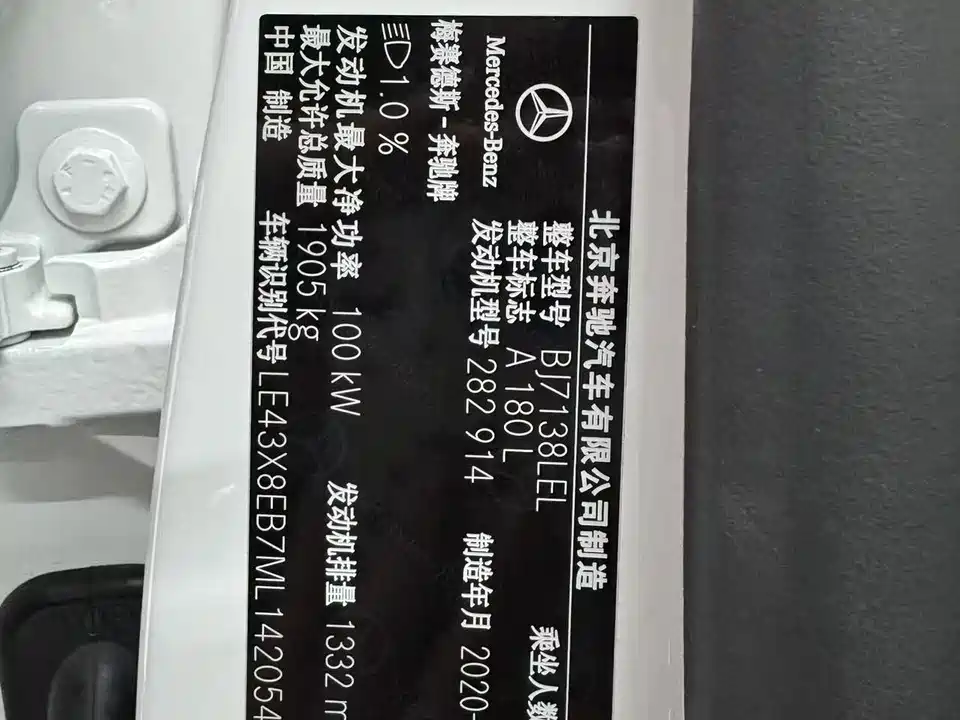 北京奔驰汽车有限公司制造
Mercedes-Benz
梅赛德斯-奔驰牌
整车型号 BJ7138LEL
乘坐人数
整车标志 A 180 L
发动机型号 282 914 制造年月 2020-
1.0 %
发动机最大净功率 100 kW 发动机排量 1332 m
最大允许总质量 1905 kg
中国 制造 车辆识别代号 LE43X8EB7ML142054